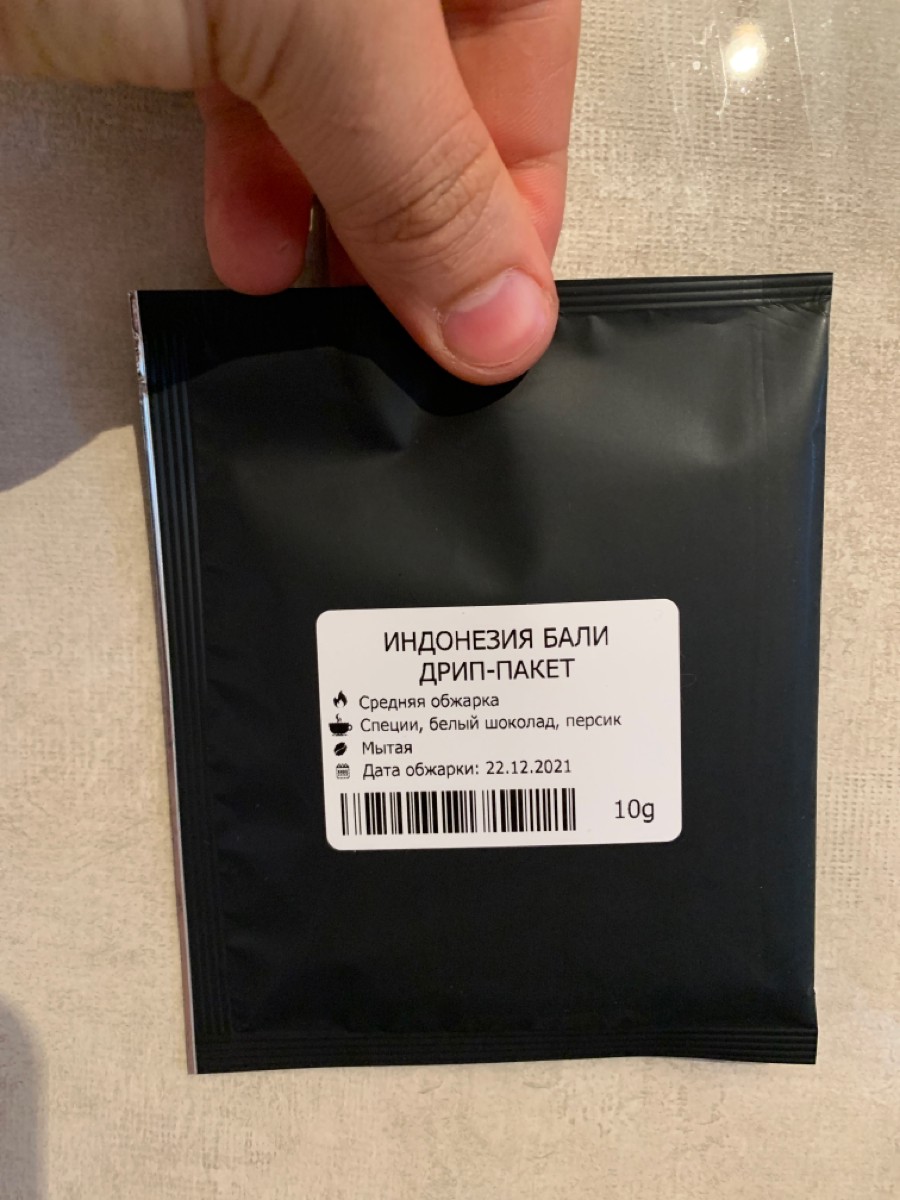 ИНДОНЕЗИЯ БАЛИ
ДРИП-ПАКЕТ
Средняя обжарка
Специи, белый шоколад, персик
Мытая
Дата обжарки: 22.12.2021
10g